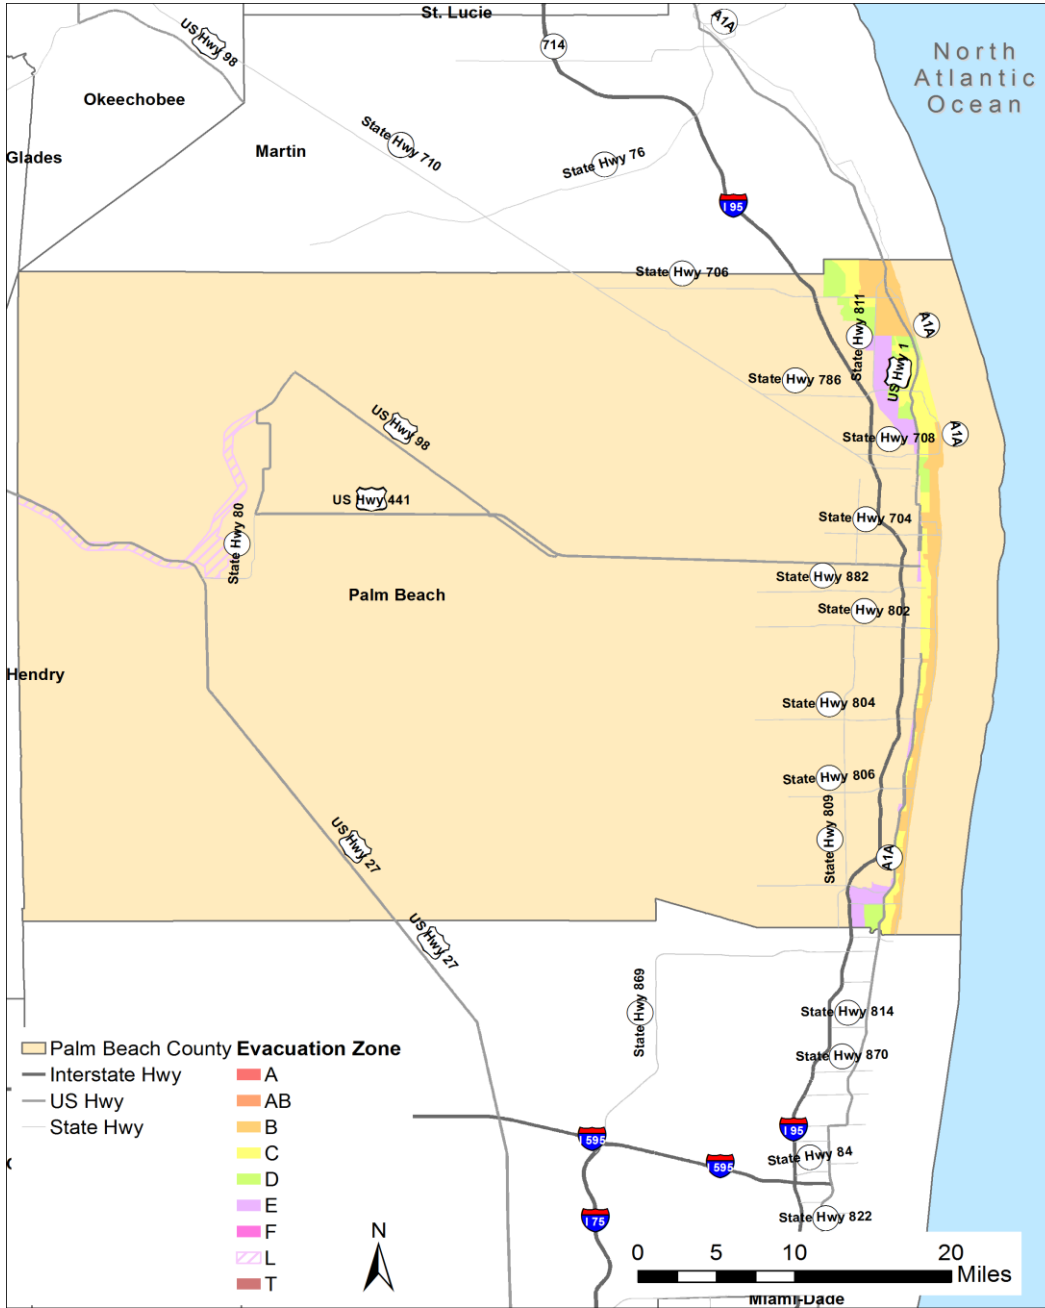 St. Lucie
A1A
US Hwy 98
714
North
Atlantic
Ocean
Okeechobee
Glades
Martin
State Hwy 710
State Hwy 76
I 95
State Hwy 706
State Hwy 811
A1A
US Hwy 1
State Hwy 786
US Hwy 98
State Hwy 708
A1A
US Hwy 441
State Hwy 80
State Hwy 704
State Hwy 882
Palm Beach
State Hwy 802
Hendry
State Hwy 804
State Hwy 806
State Hwy 809
US Hwy 27
A1A
US Hwy 27
State Hwy 869
State Hwy 814
State Hwy 870
Palm Beach County
Interstate Hwy
US Hwy
State Hwy
Evacuation Zone
A
AB
B
C
D
E
F
L
T
I 595
I 95
State Hwy 84
I 595
I 75
State Hwy 822
N
0 5 10 20
Miles
Miami-Dade